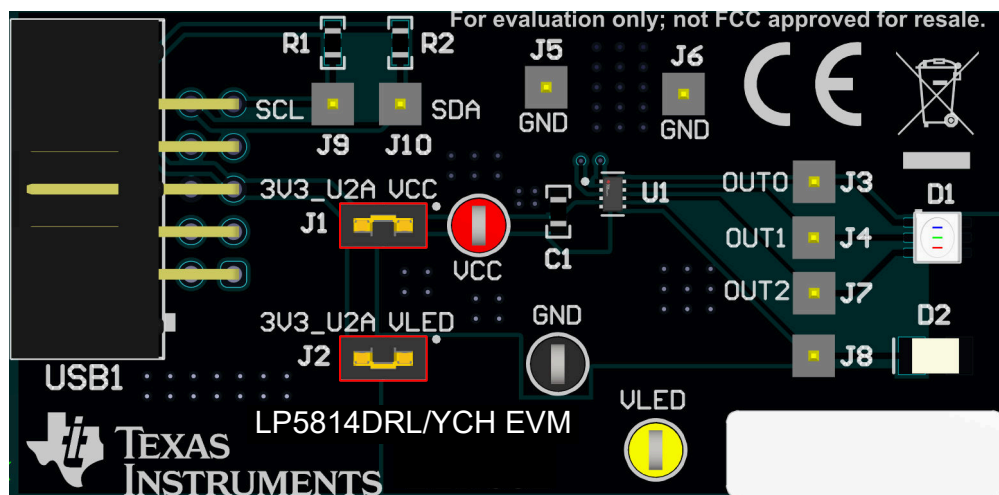 For evaluation only; not FCC approved for resale.
R1 R2 J5 J6
SCL SDA
GND GND
J9 J10
3V3_U2A VCC
U1
OUT0 J3 D1
J1
OUT1 J4
VCC
C1
OUT2 J7
3V3_U2A VLED
GND
D2
J2
J8
USB1
VLED
LP5814DRL/YCH EVM
TEXAS
INSTRUMENTS